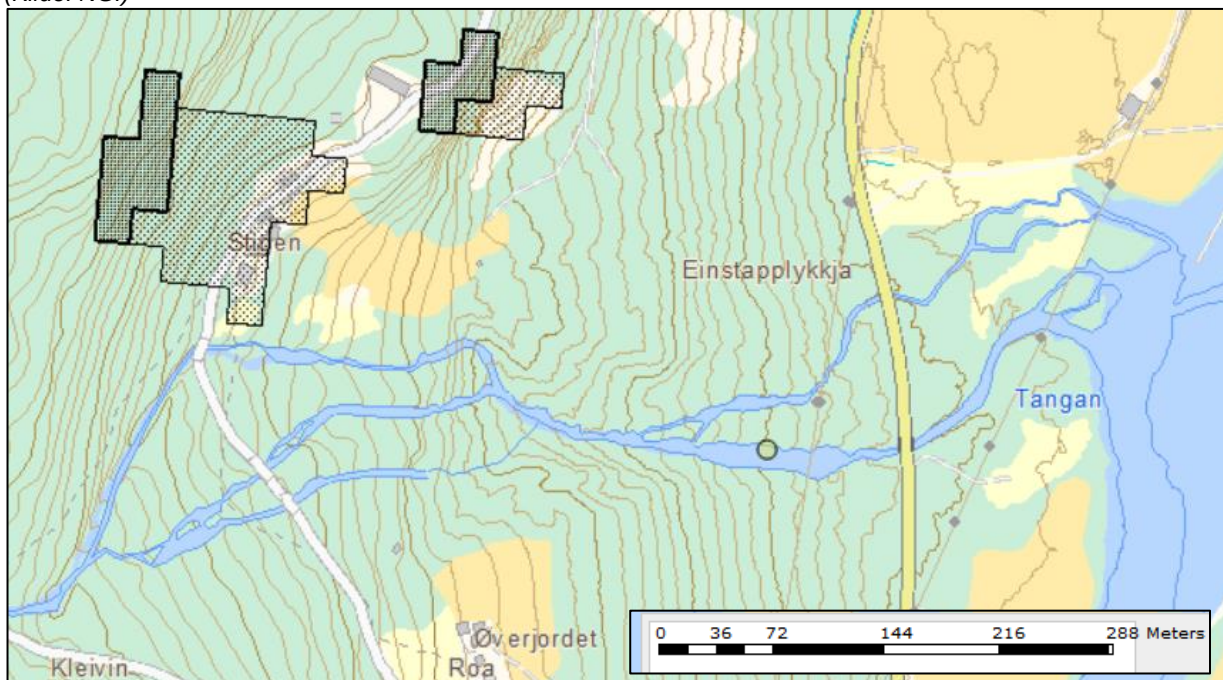 Stigen
Einstapplykkja
Tangan
Øverjordet
Roa
Kleivin
0 36 72 144 216 288 Meters